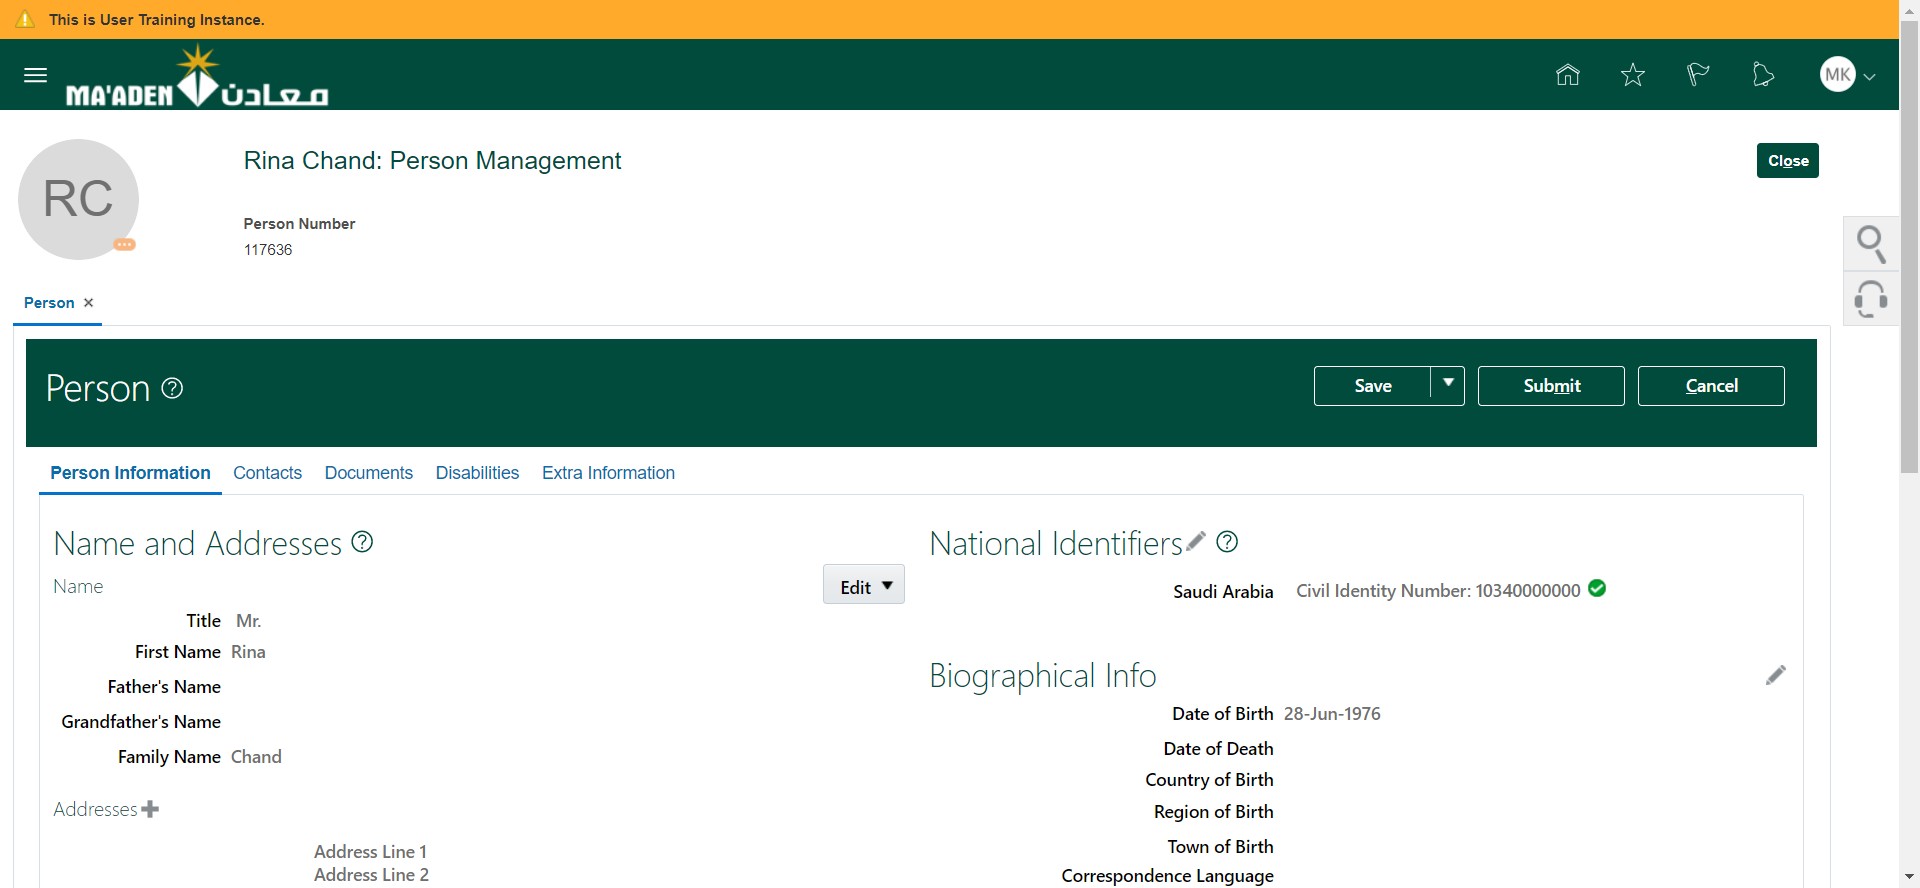 This is User Training Instance.
MA'ADEN معادن
MK
RC
Rina Chand: Person Management
Close
Person Number
117636
Person
Person
Save
Submit
Cancel
Person Information Contacts Documents Disabilities Extra Information
Name and Addresses
Name
Edit
Title Mr.
First Name Rina
Father's Name
Grandfather's Name
Family Name Chand
Addresses
Address Line 1
Address Line 2
National Identifiers
Saudi Arabia Civil Identity Number: 10340000000
Biographical Info
Date of Birth 28-Jun-1976
Date of Death
Country of Birth
Region of Birth
Town of Birth
Correspondence Language